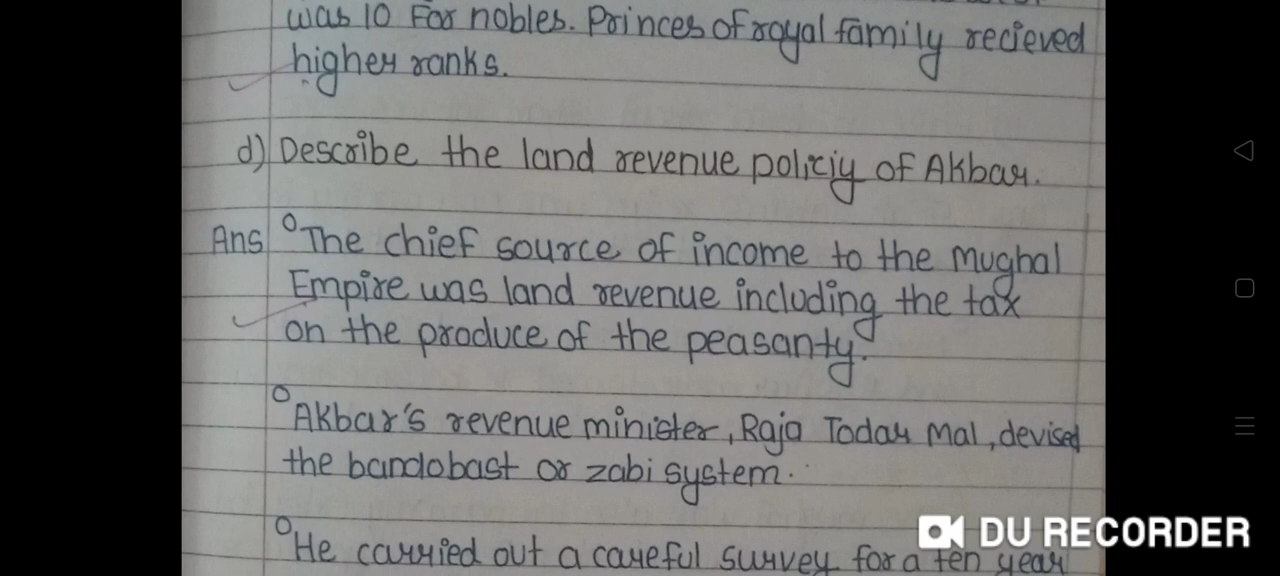 was 10 For nobles. Princes of royal family recieved
higher ranks.
d) Describe the land revenue policiy of Akbar.
Ans The chief source of income to the mughal
Empire was land revenue including the tax
on the produce of the peasanty.
Akbar's revenue minister, Raja Todar mal, devised
the bandobast or zabi system.
He carried out a careful survey for a ten year
DU RECORDER